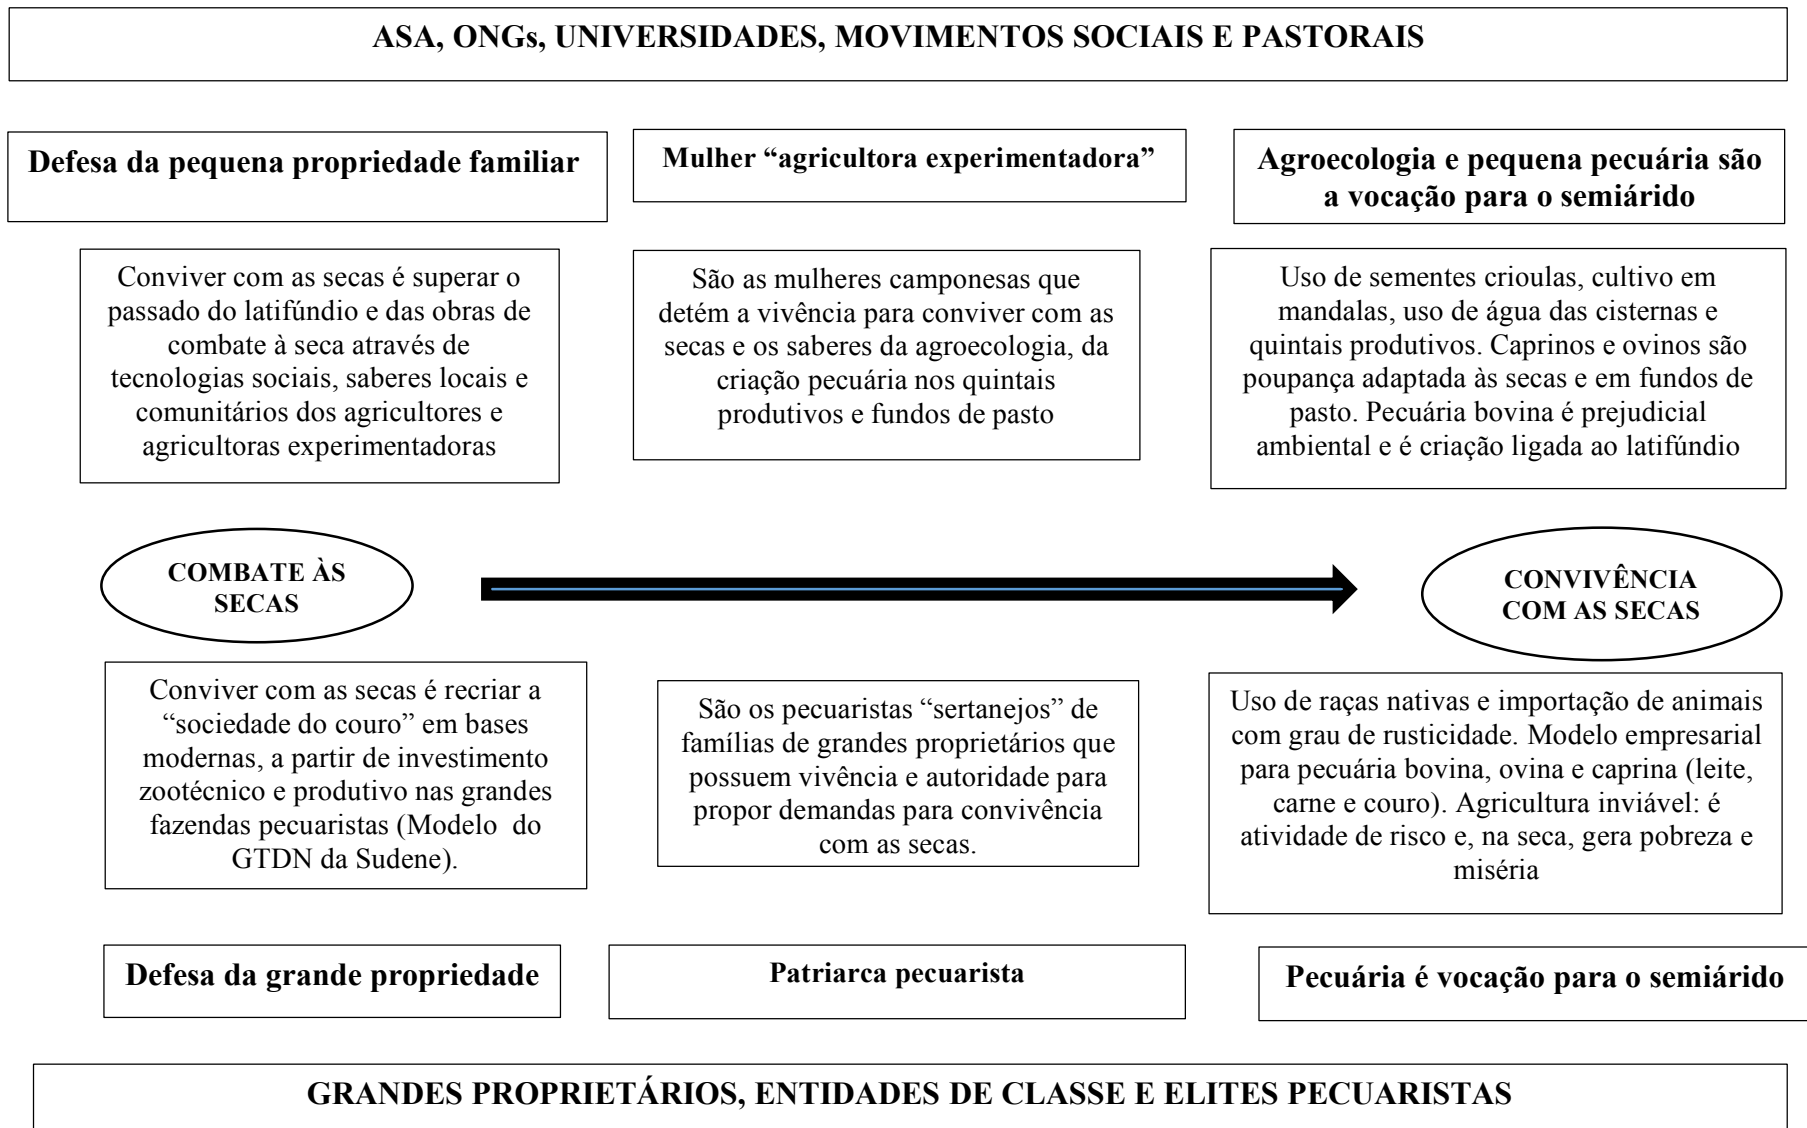 ASA, ONGs, UNIVERSIDADES, MOVIMENTOS SOCIAIS E PASTORAIS
Defesa da pequena propriedade familiar
Mulher “agricultora experimentadora”
Agroecologia e pequena pecuária são
a vocação para o semiárido
Conviver com as secas é superar o
passado do latifúndio e das obras de
combate à seca através de
tecnologias sociais, saberes locais e
comunitários dos agricultores e
agricultoras experimentadoras
São as mulheres camponesas que
detém a vivência para conviver com as
secas e os saberes da agroecologia, da
criação pecuária nos quintais
produtivos e fundos de pasto
Uso de sementes crioulas, cultivo em
mandalas, uso de água das cisternas e
quintais produtivos. Caprinos e ovinos são
poupança adaptada às secas e em fundos de
pasto. Pecuária bovina é prejudicial
ambiental e é criação ligada ao latifúndio
COMBATE ÀS
SECAS
CONVIVÊNCIA
COM AS SECAS
Conviver com as secas é recriar a
“sociedade do couro” em bases
modernas, a partir de investimento
zootécnico e produtivo nas grandes
fazendas pecuaristas (Modelo do
GTDN da Sudene).
São os pecuaristas “sertanejos” de
famílias de grandes proprietários que
possuem vivência e autoridade para
propor demandas para convivência
com as secas.
Uso de raças nativas e importação de animais
com grau de rusticidade. Modelo empresarial
para pecuária bovina, ovina e caprina (leite,
carne e couro). Agricultura inviável: é
atividade de risco e, na seca, gera pobreza e
miséria
Defesa da grande propriedade
Patriarca pecuarista
Pecuária é vocação para o semiárido
GRANDES PROPRIETÁRIOS, ENTIDADES DE CLASSE E ELITES PECUARISTAS